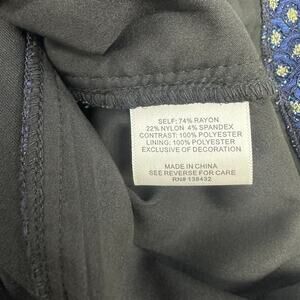 SELF: 74% RAYON
22% NYLON 4% SPANDEX
CONTRAST: 100% POLYESTER
LINING: 100% POLYESTER
EXCLUSIVE OF DECORATION
MADE IN CHINA
SEE REVERSE FOR CARE
RN# 138432